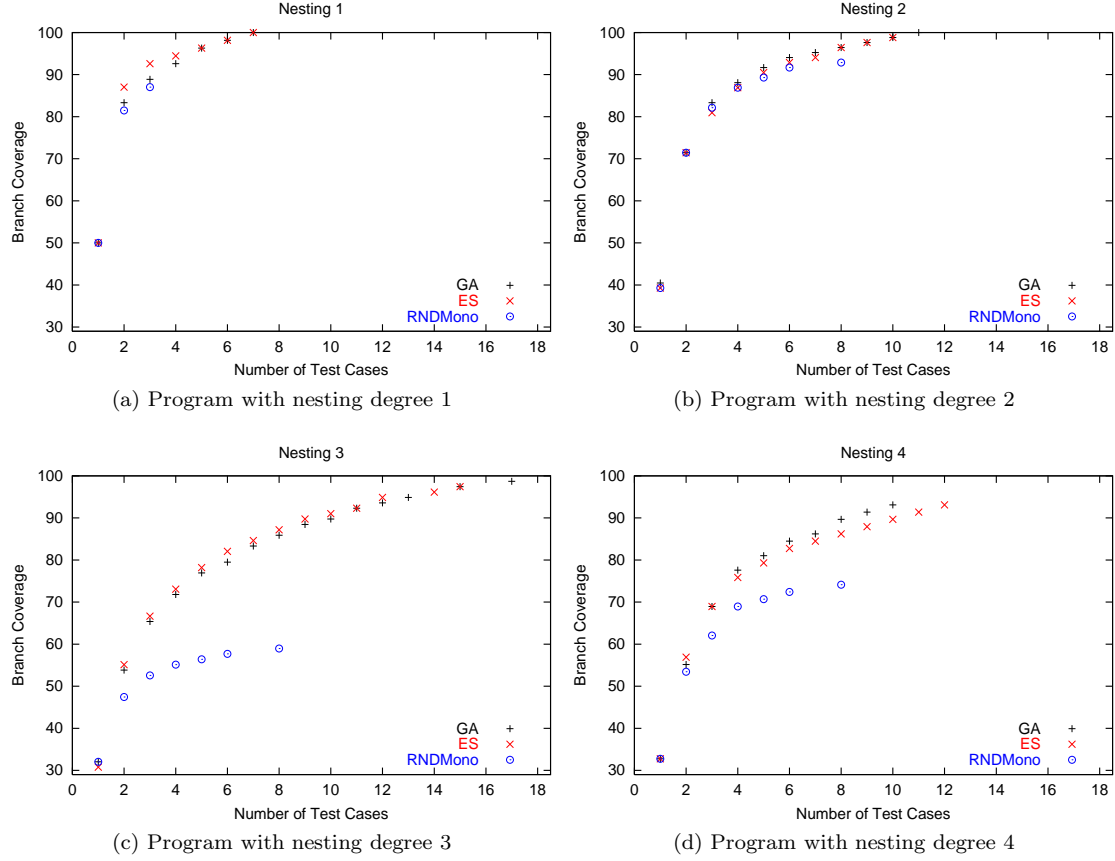 Nesting 1
100
90
80
70
60
50
40
30
Branch Coverage
GA
ES
RNDMono
0 2 4 6 8 10 12 14 16 18
Number of Test Cases
(a) Program with nesting degree 1
Nesting 2
100
90
80
70
60
50
40
30
Branch Coverage
GA
ES
RNDMono
0 2 4 6 8 10 12 14 16 18
Number of Test Cases
(b) Program with nesting degree 2
Nesting 3
100
90
80
70
60
50
40
30
Branch Coverage
GA
ES
RNDMono
0 2 4 6 8 10 12 14 16 18
Number of Test Cases
(c) Program with nesting degree 3
Nesting 4
100
90
80
70
60
50
40
30
Branch Coverage
GA
ES
RNDMono
0 2 4 6 8 10 12 14 16 18
Number of Test Cases
(d) Program with nesting degree 4